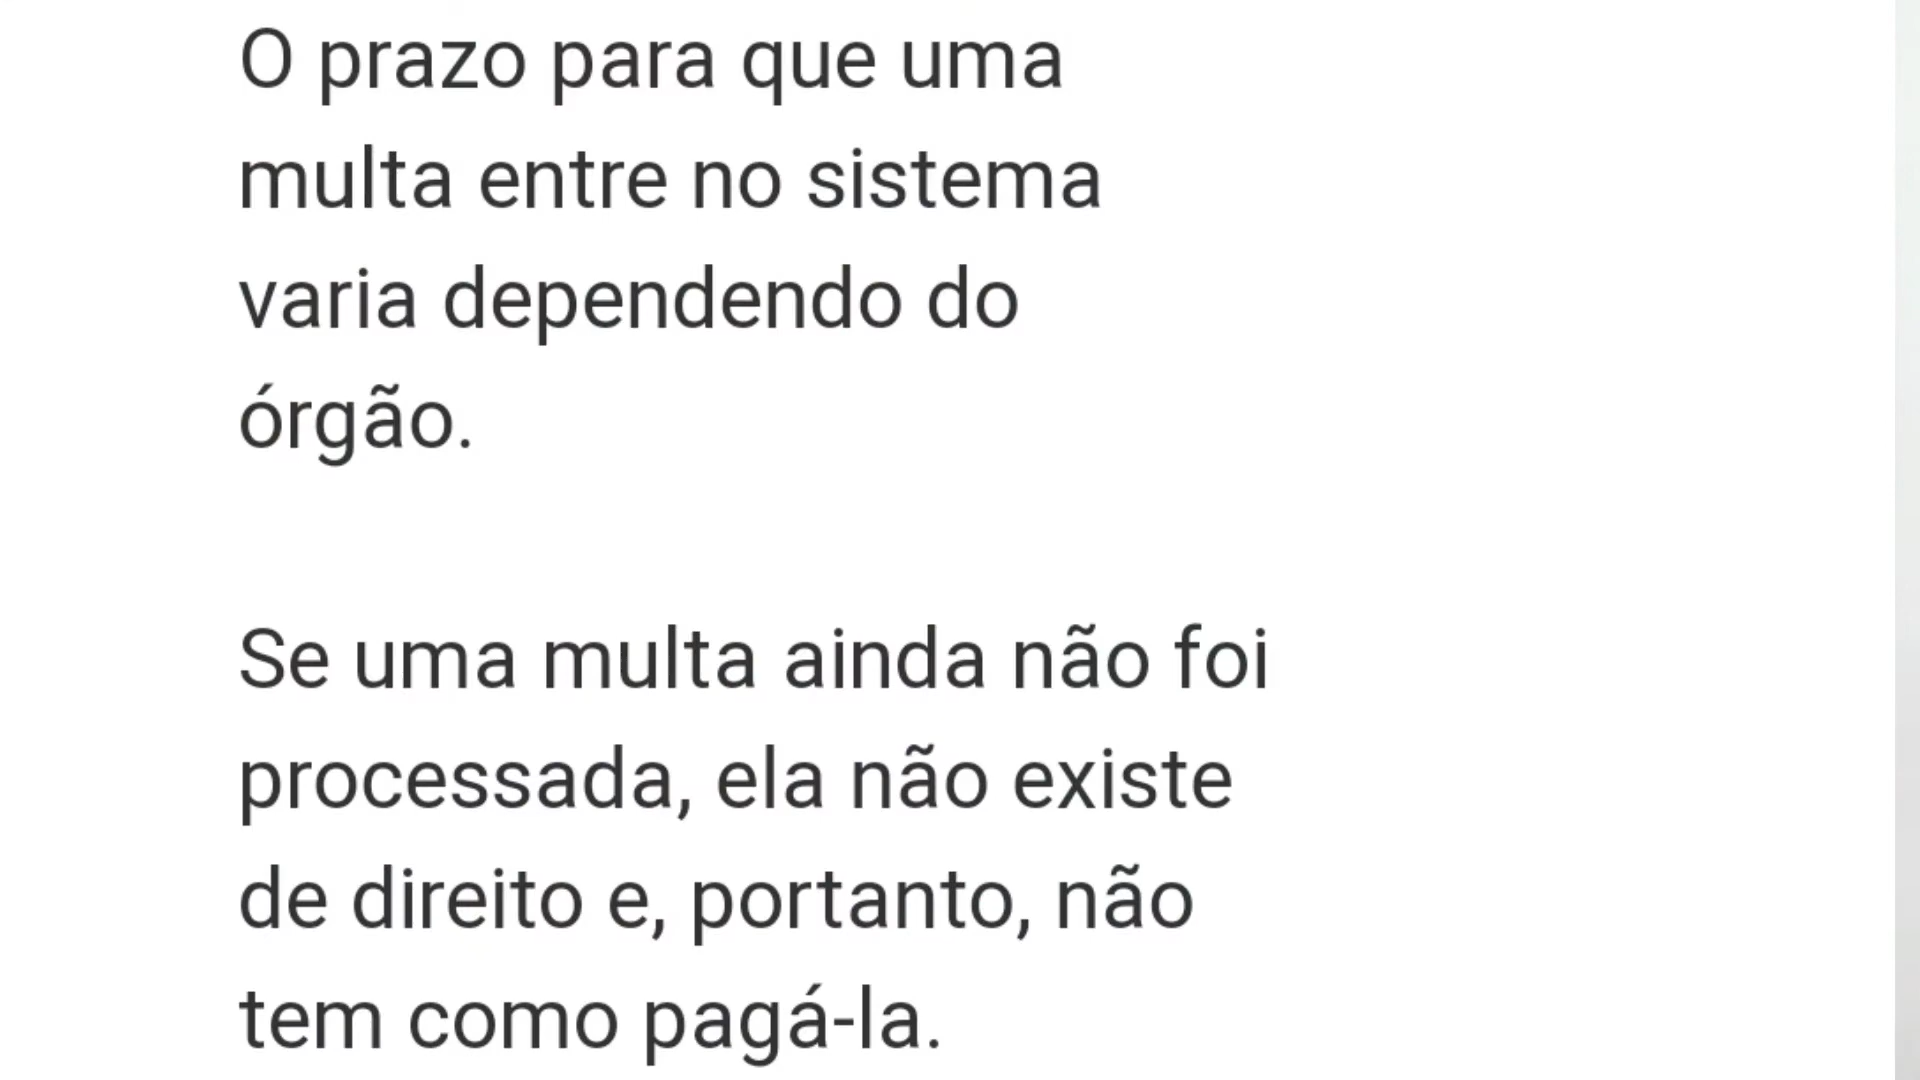 O prazo para que uma
multa entre no sistema
varia dependendo do
órgão.
Se uma multa ainda não foi
processada, ela não existe
de direito e, portanto, não
tem como pagá-la.